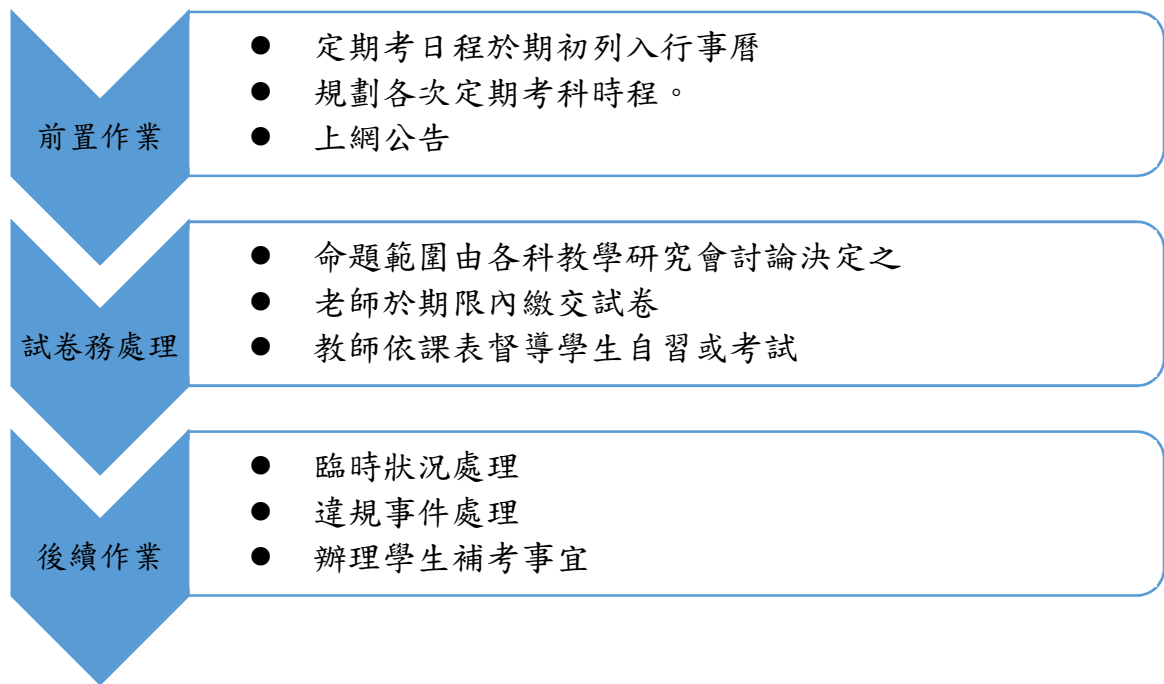 前置作業
● 定期考日程於期初列入行事曆
● 規劃各次定期考科時程。
● 上網公告
試卷務處理
● 命題範圍由各科教學研究會討論決定之
● 老師於期限內繳交試卷
● 教師依課表督導學生自習或考試
後續作業
● 臨時狀況處理
● 違規事件處理
● 辦理學生補考事宜